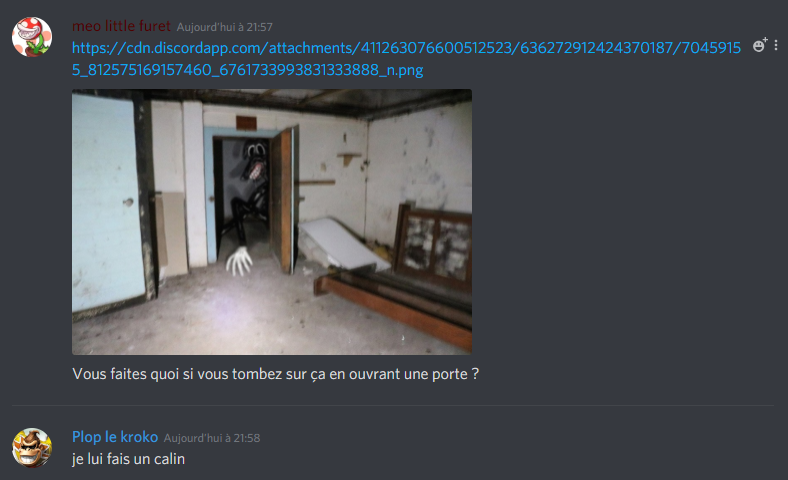 meo little furet Aujourd'hui à 21:57
https://cdn.discordapp.com/attachments/411263076600512523/636272912424370187/7045915
5_812575169157460_6761733993831333888_n.png
Vous faites quoi si vous tombez sur ça en ouvrant une porte ?
Plop le kroko Aujourd'hui à 21:58
je lui fais un calin